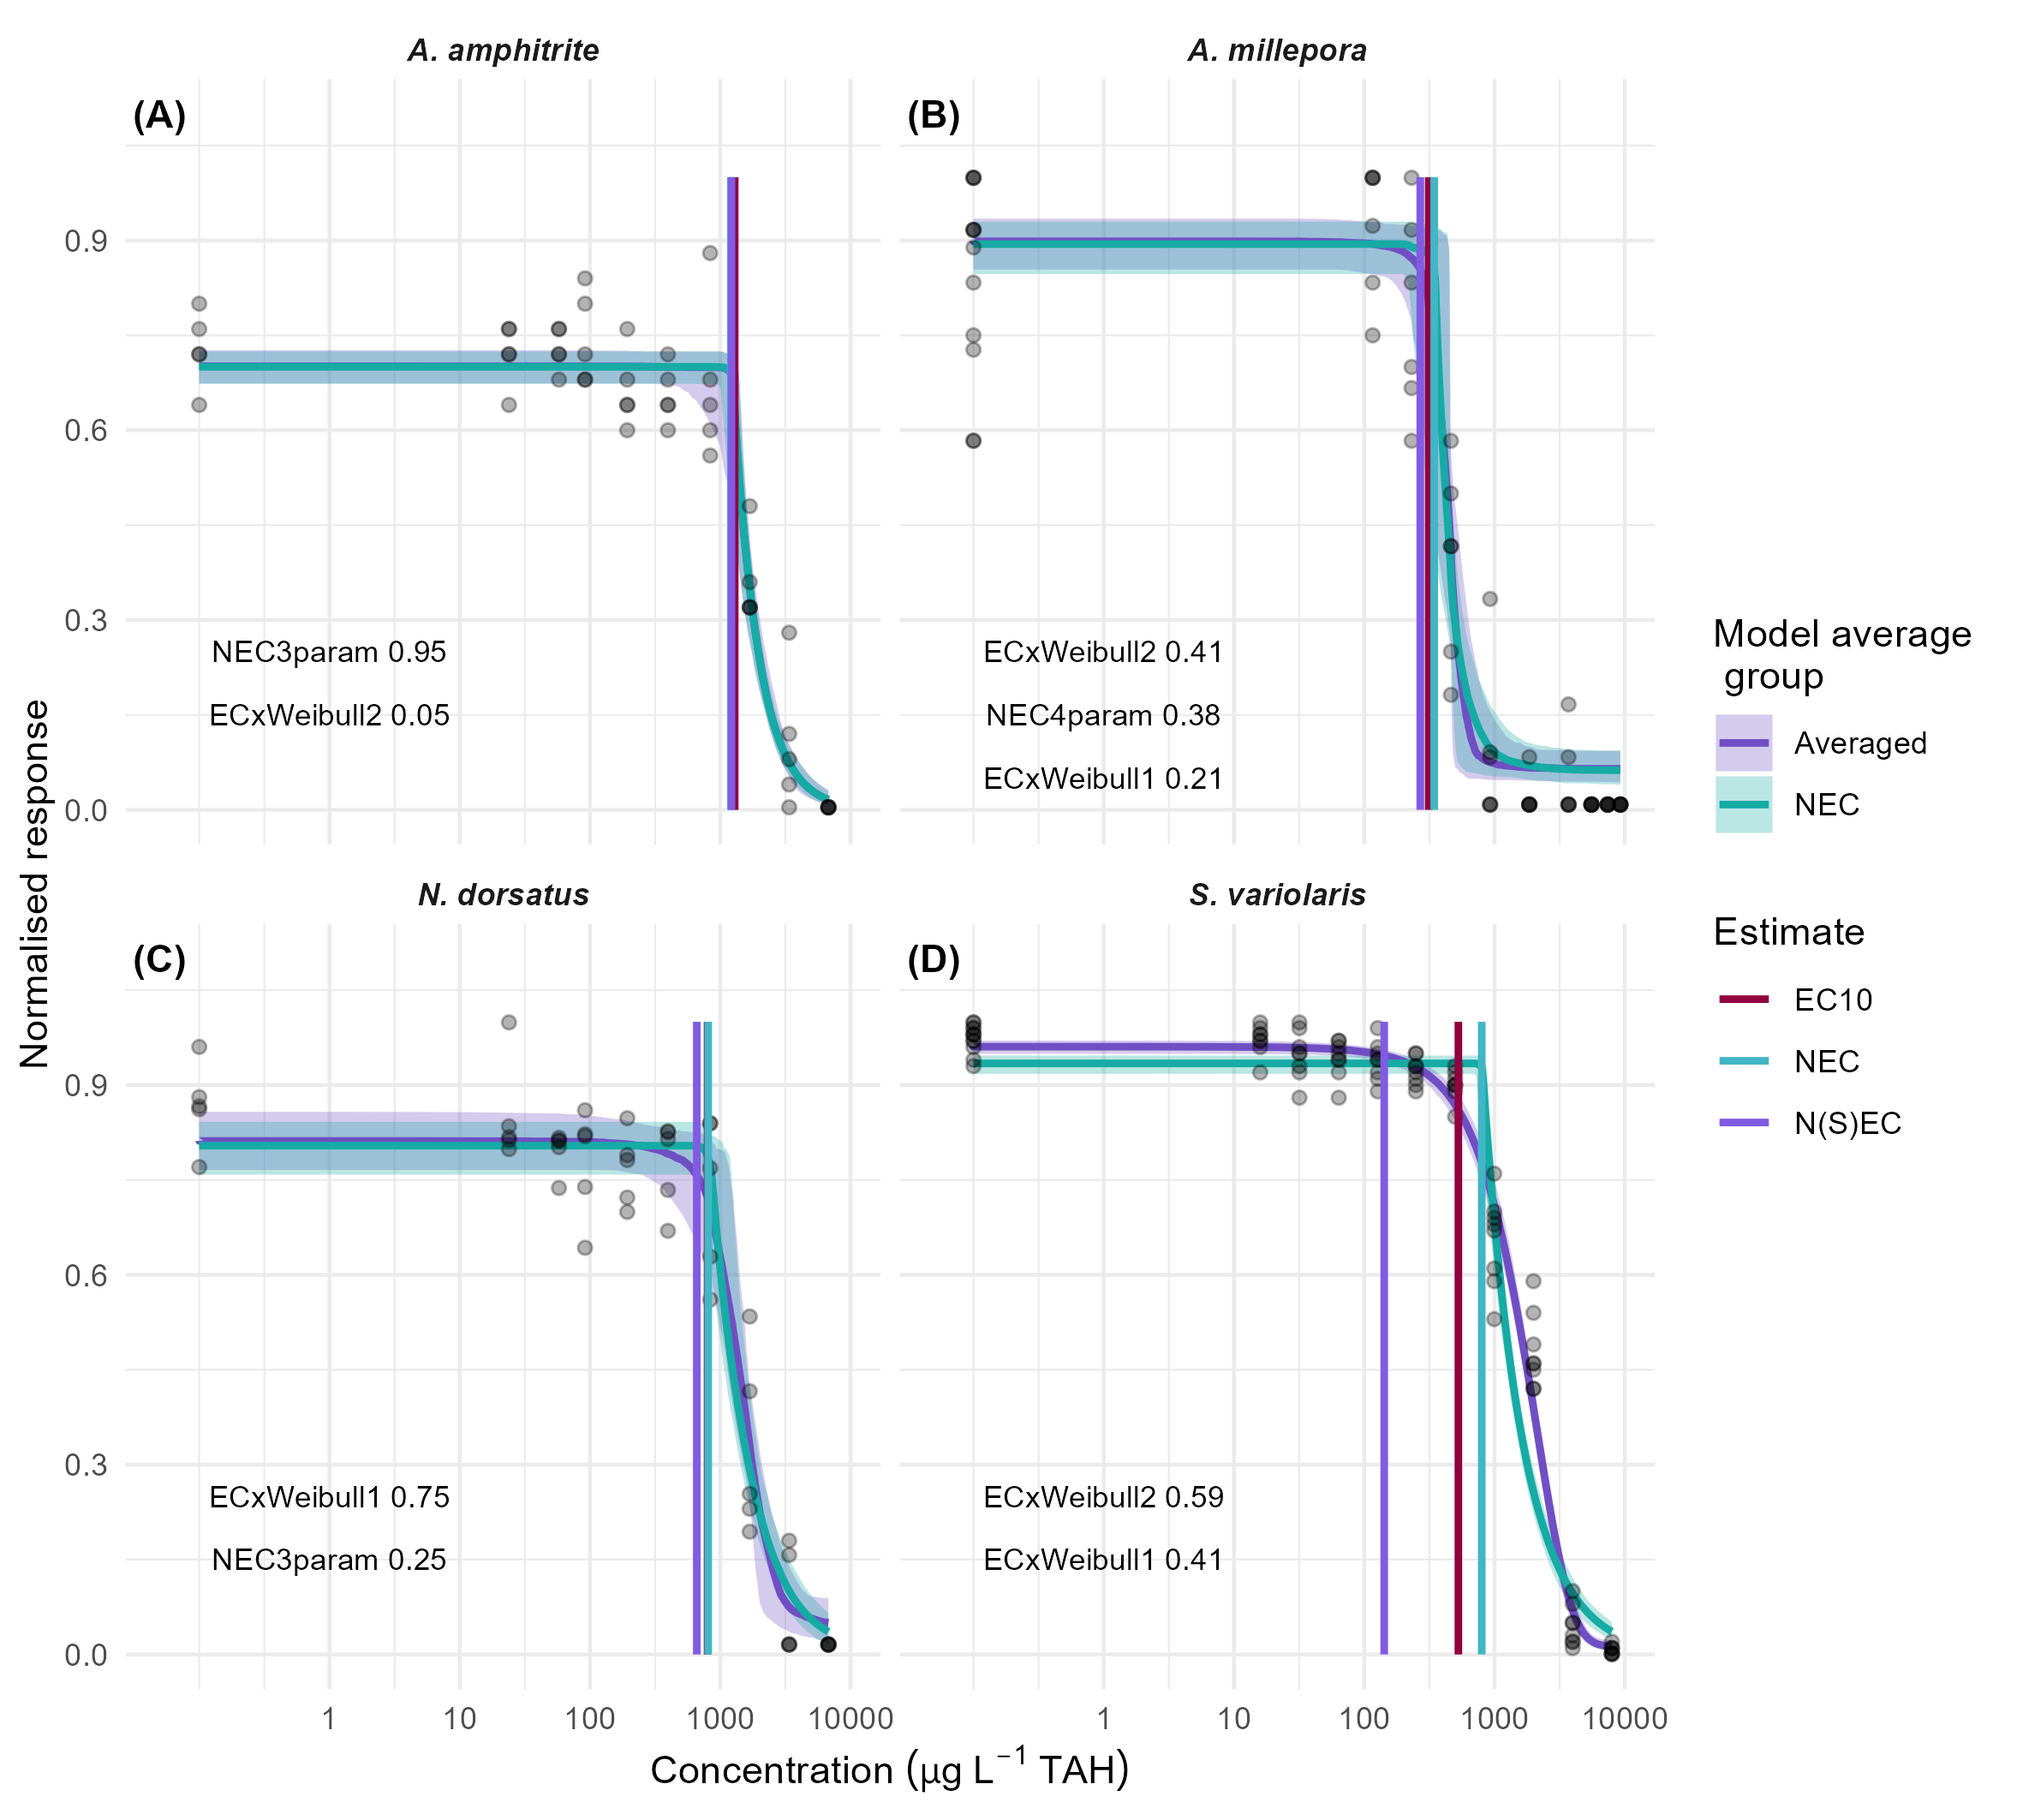 A. amphitrite
A. millepora
(A)
(B)
0.9
0.6
0.3
0.0
NEC3param 0.95
ECxWeibull2 0.05
ECxWeibull2 0.41
NEC4param 0.38
ECxWeibull1 0.21
N. dorsatus
S. variolaris
(C)
(D)
0.9
0.6
0.3
0.0
ECxWeibull1 0.75
NEC3param 0.25
ECxWeibull2 0.59
ECxWeibull1 0.41
1 10 100 1000 10000
1 10 100 1000 10000
Concentration (µg L⁻¹ TAH)
Normalised response
Model average
group
Averaged
NEC
Estimate
EC10
NEC
N(S)EC